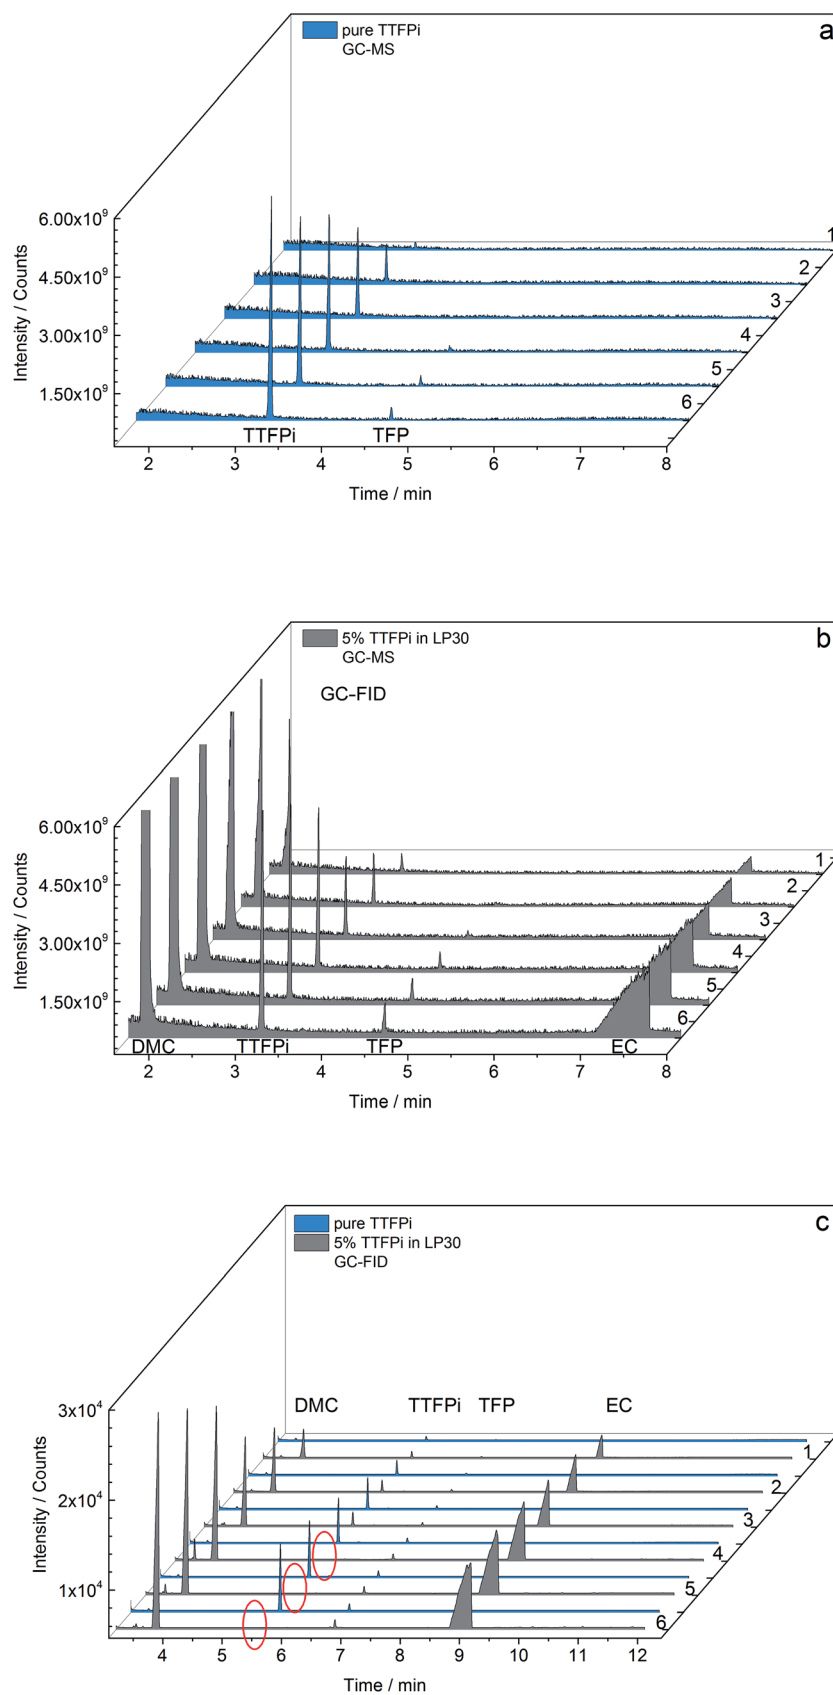 a
pure TTFPi
GC-MS
6.00x10⁹
4.50x10⁹
3.00x10⁹
1.50x10⁹
Intensity / Counts
1
2
3
4
5
6
TTFPi TFP
2 3 4 5 6 7 8
Time / min
b
5% TTFPi in LP30
GC-MS
GC-FID
6.00x10⁹
4.50x10⁹
3.00x10⁹
1.50x10⁹
Intensity / Counts
1
2
3
4
5
6
DMC TTFPi TFP EC
2 3 4 5 6 7 8
Time / min
c
pure TTFPi
5% TTFPi in LP30
GC-FID
DMC TTFPi TFP EC
3x10⁴
2x10⁴
1x10⁴
Intensity / Counts
1
2
3
4
5
6
4 5 6 7 8 9 10 11 12
Time / min